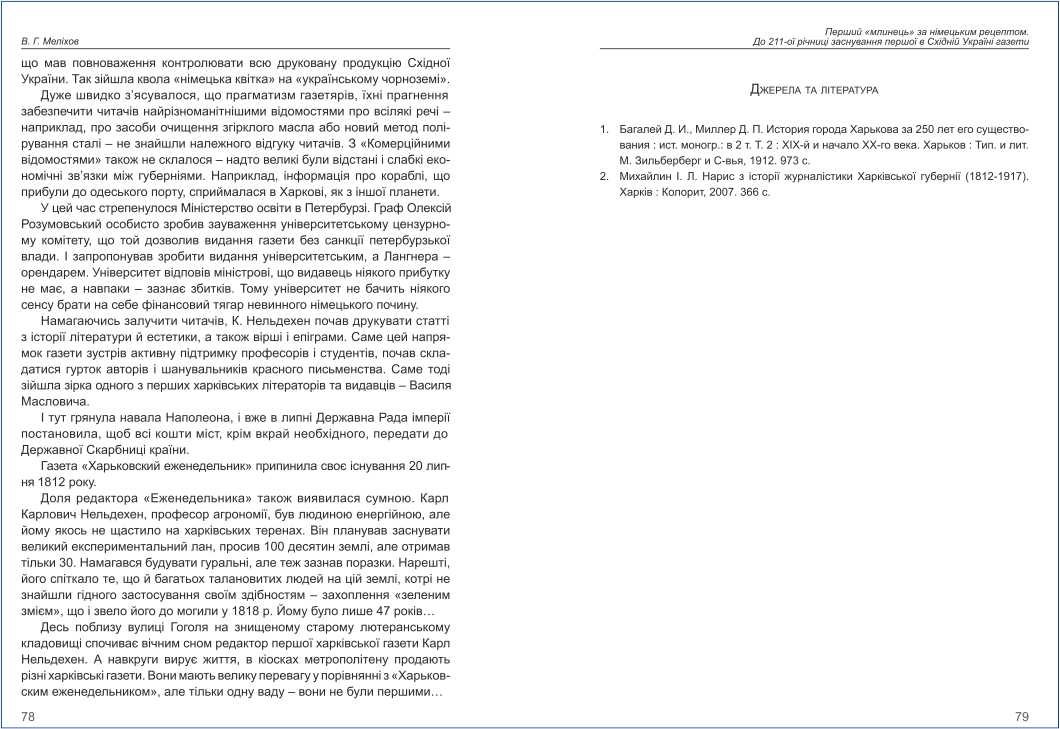 В. Г. Меліхов
що мав повноваження контролювати всю друковану продукцію Східної
України. Так зійшла квола «німецька квітка» на «українському чорноземі».
Дуже швидко з’ясувалося, що прагматизм газетярів, їхні прагнення
забезпечити читачів найрізноманітнішими відомостями про всілякі речі –
наприклад, про засоби очищення згірклого масла або новий метод полі-
рування сталі – не знайшли належного відгуку читачів. З «Комерційними
відомостями» також не склалося – надто великі були відстані і слабкі еко-
номічні зв’язки між губерніями. Наприклад, інформація про кораблі, що
прибули до одеського порту, сприймалася в Харкові, як з іншої планети.
У цей час стрепенулося Міністерство освіти в Петербурзі. Граф Олексій
Розумовський особисто зробив зауваження університетському цензурно-
му комітету, що той дозволив видання газети без санкції петербурзької
влади. І запропонував зробити видання університетським, а Лангнера –
орендарем. Університет відповів міністрові, що видавець ніякого прибутку
не має, а навпаки – зазнає збитків. Тому університет не бачить ніякого
сенсу брати на себе фінансовий тягар невинного німецького почину.
Намагаючись залучити читачів, К. Нельдехен почав друкувати статті
з історії літератури й естетики, а також вірші і епіграми. Саме цей напря-
мок газети зустрів активну підтримку професорів і студентів, почав скла-
датися гурток авторів і шанувальників красного письменства. Саме тоді
зійшла зірка одного з перших харківських літераторів та видавців – Василя
Масловича.
І тут грянула навала Наполеона, і вже в липні Державна Рада імперії
постановила, щоб всі кошти міст, крім вкрай необхідного, передати до
Державної Скарбниці країни.
Газета «Харьковский еженедельник» припинила своє існування 20 лип-
ня 1812 року.
Доля редактора «Еженедельника» також виявилася сумною. Карл
Карлович Нельдехен, професор агрономії, був людиною енергійною, але
йому якось не щастило на харківських теренах. Він планував заснувати
великий експериментальний лан, просив 100 десятин землі, але отримав
тільки 30. Намагався будувати гуральні, але теж зазнав поразки. Нарешті,
його спіткало те, що й багатьох талановитих людей на цій землі, котрі не
знайшли гідного застосування своїм здібностям – захоплення «зеленим
змієм», що і звело його до могили у 1818 р. Йому було лише 47 років…
Десь поблизу вулиці Гоголя на знищеному старому лютеранському
кладовищі спочиває вічним сном редактор першої харківської газети Карл
Нельдехен. А навкруги вирує життя, в кіосках метрополітену продають
різні харківські газети. Вони мають велику перевагу у порівнянні з «Харьков-
ским еженедельником», але тільки одну ваду – вони не були першими…
78
Перший «млинець» за німецьким рецептом.
До 211-ої річниці заснування першої в Східній Україні газети
Джерела та література
1. Багалей Д. И., Миллер Д. П. История города Харькова за 250 лет его существо-
вания : ист. моногр.: в 2 т. Т. 2 : XIX-й и начало XX-го века. Харьков : Тип. и лит.
М. Зильберберг и С-вья, 1912. 973 с.
2. Михайлин І. Л. Нарис з історії журналістики Харківської губернії (1812-1917).
Харків : Колорит, 2007. 366 с.
79